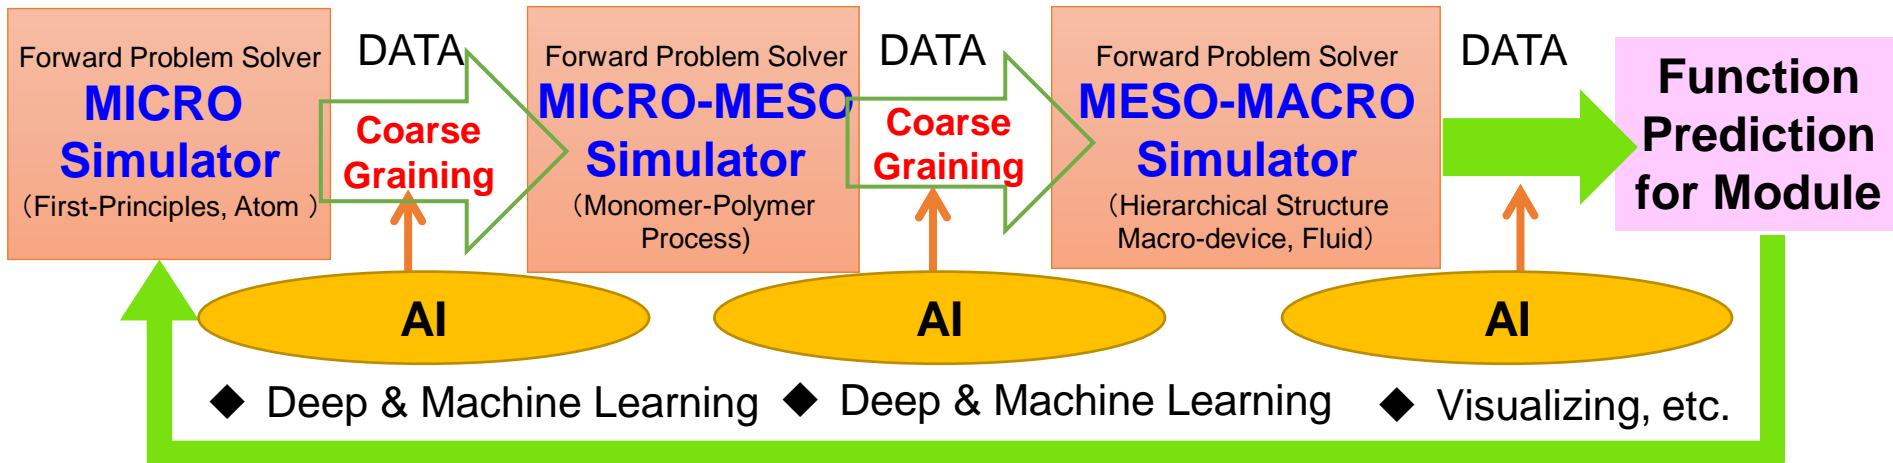 Forward Problem Solver
MICRO
Simulator
（First-Principles, Atom ）
DATA
Coarse
Graining
Forward Problem Solver
MICRO-MESO
Simulator
（Monomer-Polymer
Process)
DATA
Coarse
Graining
Forward Problem Solver
MESO-MACRO
Simulator
（Hierarchical Structure
Macro-device, Fluid）
DATA
Function
Prediction
for Module
AI
AI
AI
◆ Deep & Machine Learning
◆ Deep & Machine Learning
◆ Visualizing, etc.